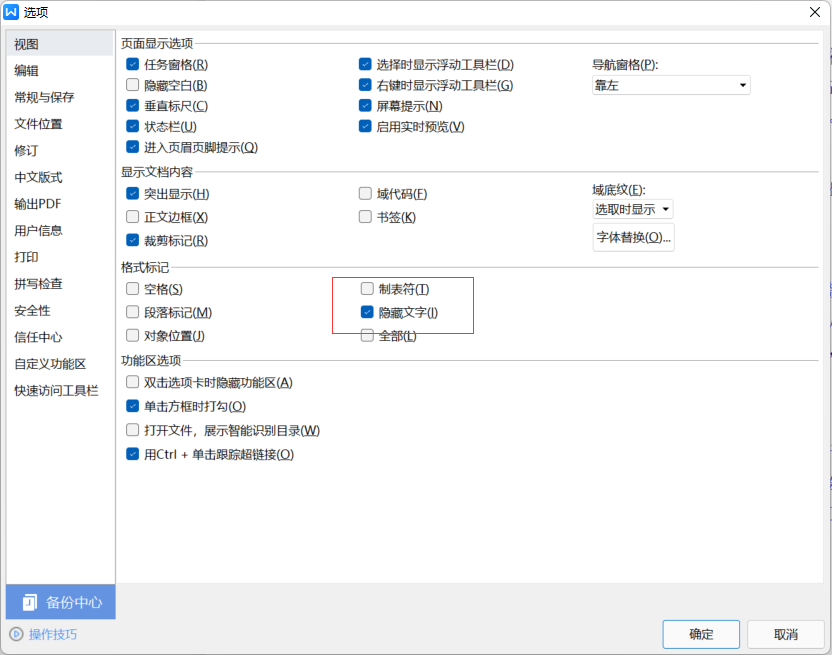 选项
视图
编辑
常规与保存
文件位置
修订
中文版式
输出PDF
用户信息
打印
拼写检查
安全性
信任中心
自定义功能区
快速访问工具栏
备份中心
操作技巧
页面显示选项
任务窗格(R)
隐藏空白(B)
垂直标尺(C)
状态栏(U)
进入页眉页脚提示(Q)
选择时显示浮动工具栏(D)
右键时显示浮动工具栏(G)
屏幕提示(N)
启用实时预览(V)
导航窗格(P):
靠左
显示文档内容
突出显示(H)
正文边框(X)
裁剪标记(R)
域代码(F)
书签(K)
域底纹(E):
选取时显示
字体替换(O)...
格式标记
空格(S)
段落标记(M)
对象位置(J)
制表符(T)
隐藏文字(I)
全部(L)
功能区选项
双击选项卡时隐藏功能区(A)
单击方框时打勾(O)
打开文件，展示智能识别目录(W)
用Ctrl + 单击跟踪超链接(O)
确定
取消